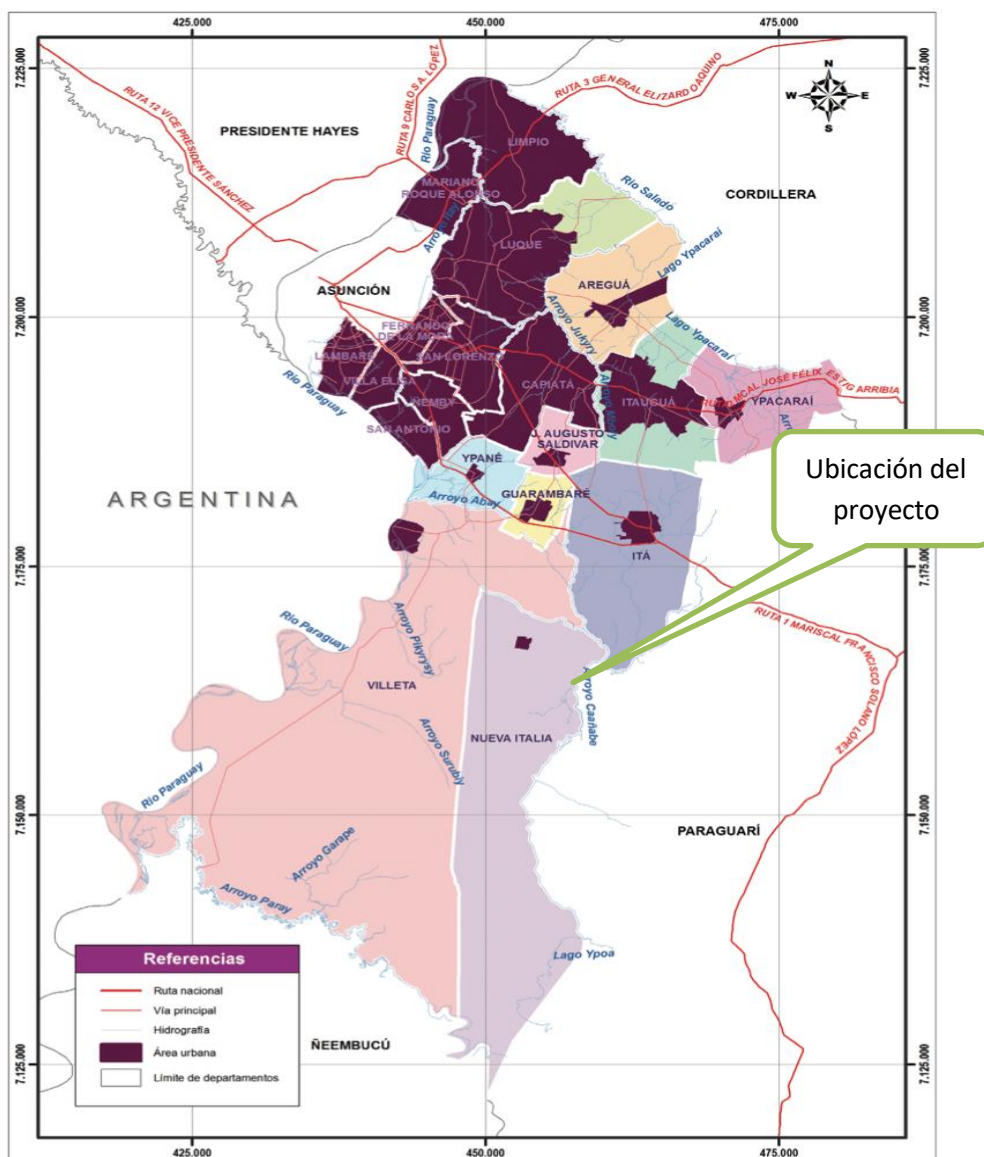 425.000
450.000
475.000
7.225.000
7.225.000
RUTA 12 VICE PRESIDENTE SÁNCHEZ
PRESIDENTE HAYES
RUTA 9 CARLOS A. LÓPEZ
Río Paraguay
RUTA 3 GENERAL ELIZARDO AQUINO
N
W
E
S
LIMPIO
MARIANO
ROQUE ALONSO
Río Salado
CORDILLERA
LUQUE
AREGUÁ
Lago Ypacaraí
ASUNCIÓN
7.200.000
7.200.000
FERNANDO
DE LA MORA
Arroyo Jukyry
Lago Ypacaraí
LAMBARÉ
SAN LORENZO
VILLA ELISA
CAPIATÁ
ITAUGUÁ
MCAL JOSÉ FÉLIX ESTIGARRIBIA
YPACARAÍ
Río Paraguay
ÑEMBY
SAN ANTONIO
J. AUGUSTO
SALDIVAR
YPANÉ
Ubicación del
proyecto
ARGENTINA
Arroyo Abay
GUARAMBARÉ
ITÁ
7.175.000
7.175.000
RUTA 1 MARISCAL FRANCISCO SOLANO LÓPEZ
Río Paraguay
Arroyo Pikyrysy
VILLETA
Arroyo Caañabe
NUEVA ITALIA
Arroyo Surubiy
Río Paraguay
7.150.000
7.150.000
PARAGUARÍ
Arroyo Garape
Arroyo Paray
Lago Ypoa
Referencias
Ruta nacional
Vía principal
Hidrografía
Área urbana
Límite de departamentos
ÑEEMBUCÚ
7.125.000
7.125.000
425.000
450.000
475.000